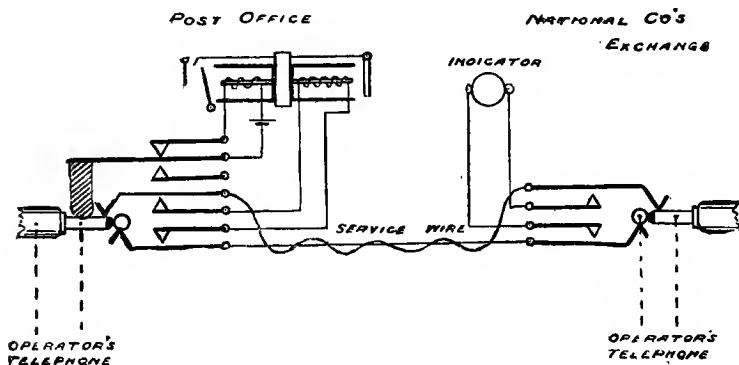 POST OFFICE
NATIONAL CO'S
EXCHANGE
INDICATOR
SERVICE WIRE
OPERATOR'S
TELEPHONE
OPERATOR'S
TELEPHONE